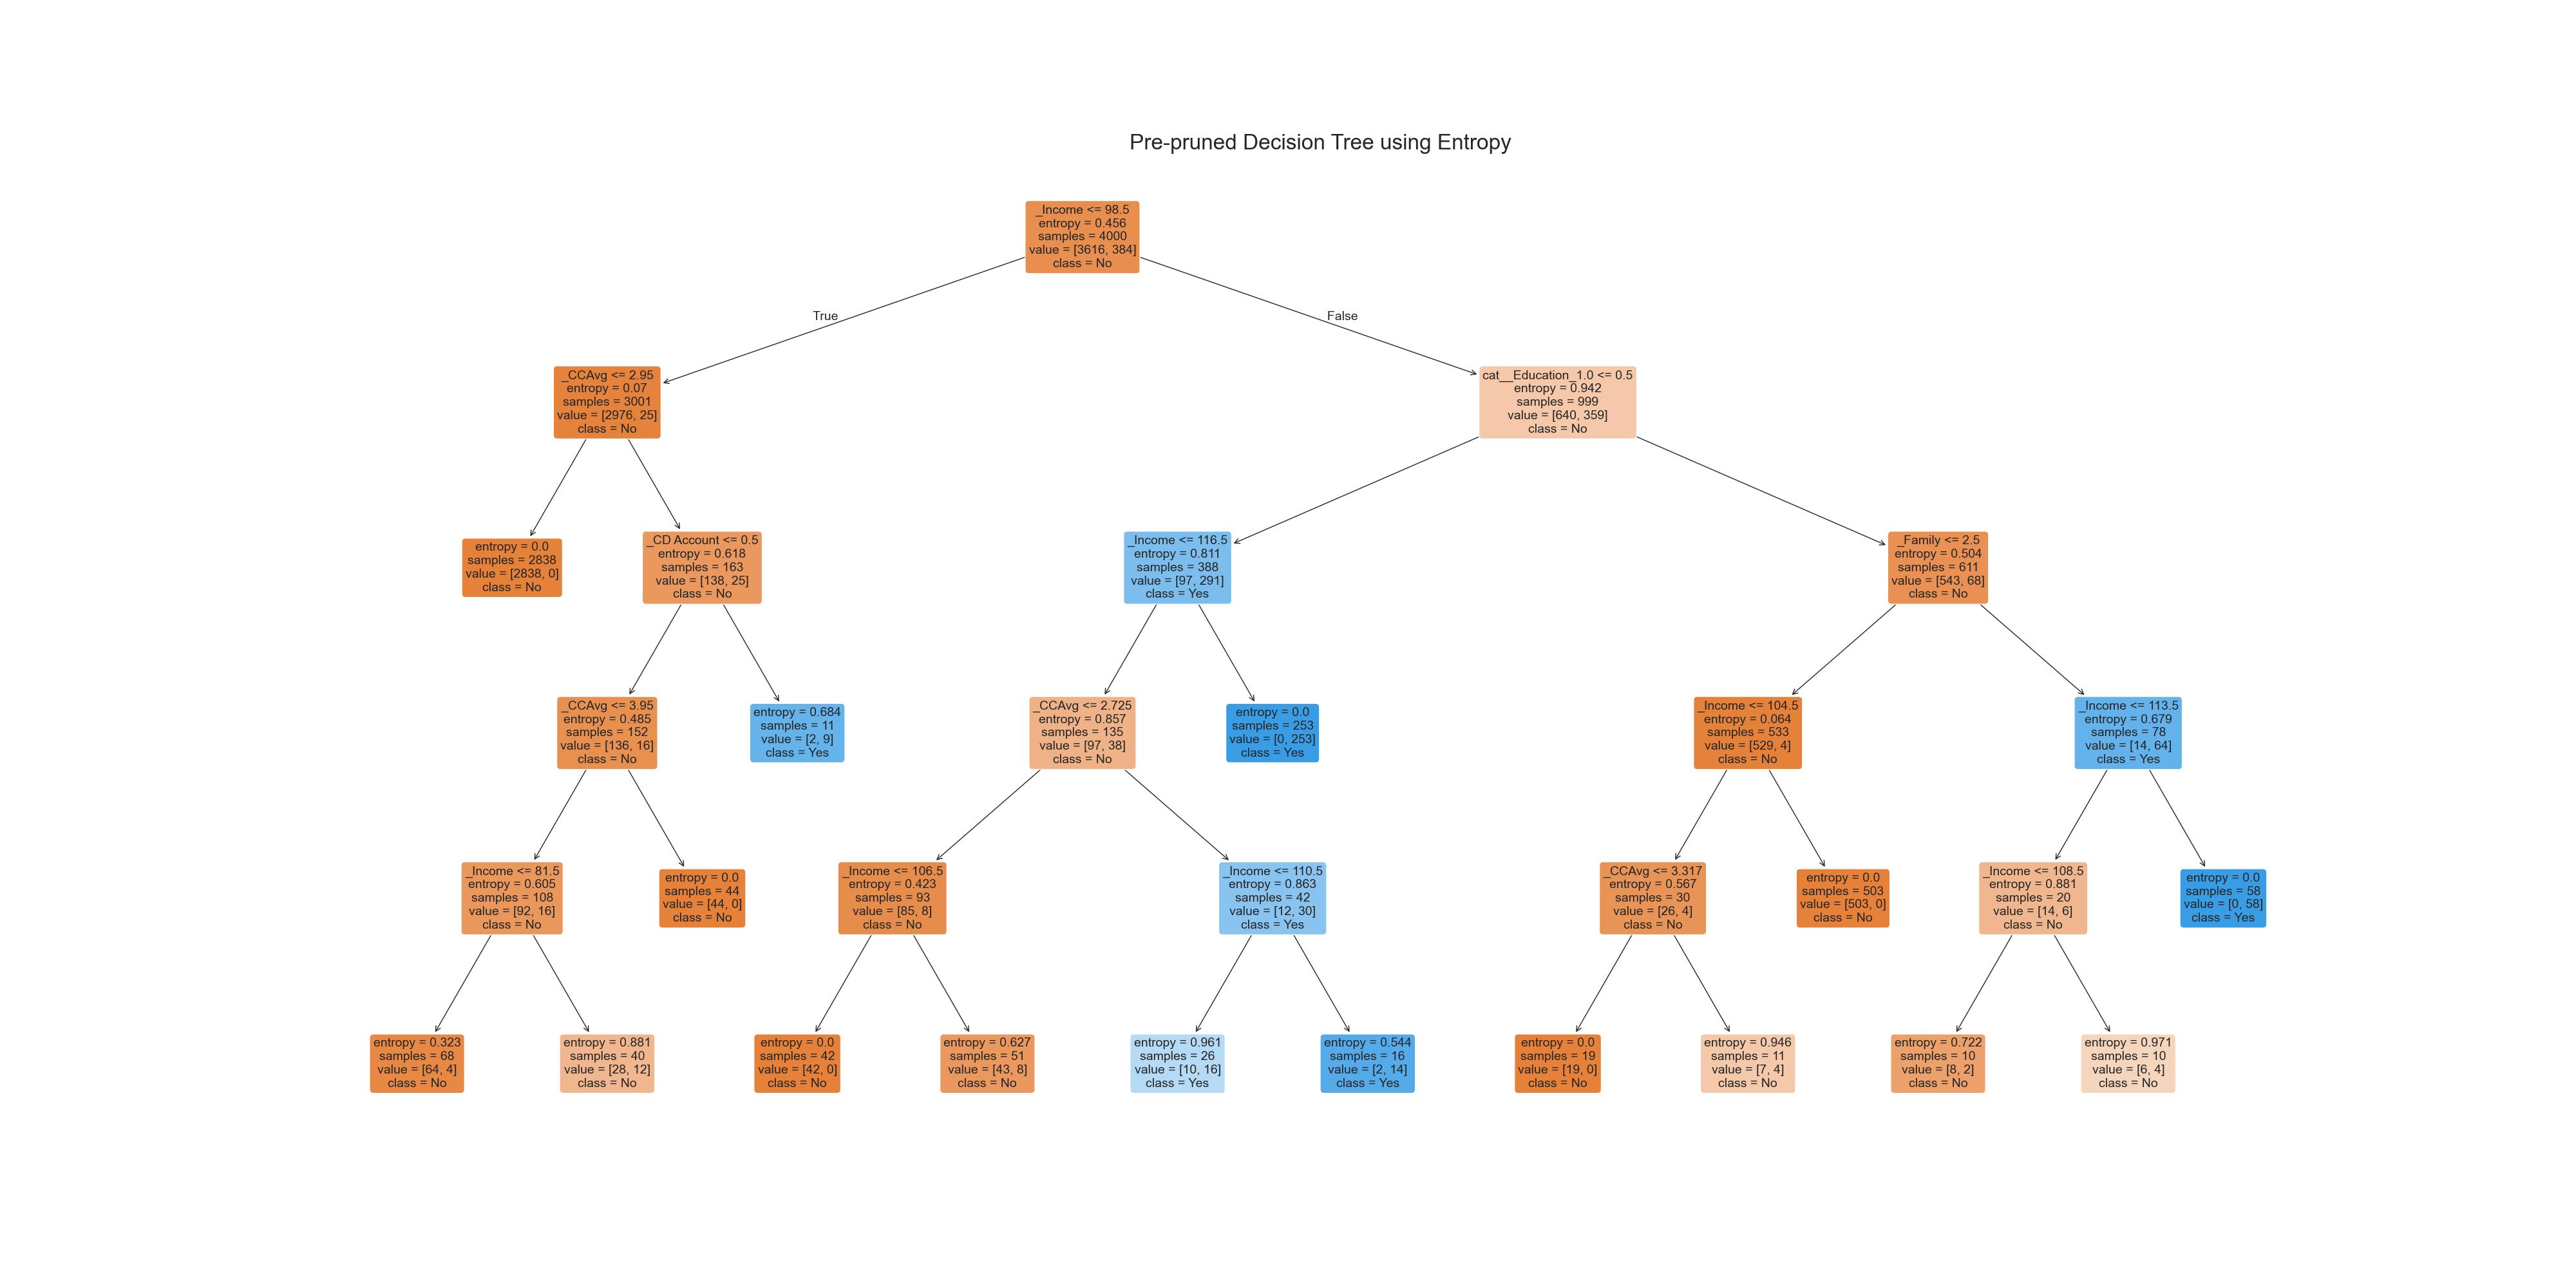 Pre-pruned Decision Tree using Entropy
_Income <= 98.5
entropy = 0.456
samples = 4000
value = [3616, 384]
class = No
True
False
_CCAvg <= 2.95
entropy = 0.07
samples = 3001
value = [2976, 25]
class = No
cat__Education_1.0 <= 0.5
entropy = 0.942
samples = 999
value = [640, 359]
class = No
entropy = 0.0
samples = 2838
value = [2838, 0]
class = No
_CD Account <= 0.5
entropy = 0.618
samples = 163
value = [138, 25]
class = No
_Income <= 116.5
entropy = 0.811
samples = 388
value = [97, 291]
class = Yes
_Family <= 2.5
entropy = 0.504
samples = 611
value = [543, 68]
class = No
_CCAvg <= 3.95
entropy = 0.485
samples = 152
value = [136, 16]
class = No
entropy = 0.684
samples = 11
value = [2, 9]
class = Yes
_CCAvg <= 2.725
entropy = 0.857
samples = 135
value = [97, 38]
class = No
entropy = 0.0
samples = 253
value = [0, 253]
class = Yes
_Income <= 104.5
entropy = 0.064
samples = 533
value = [529, 4]
class = No
_Income <= 113.5
entropy = 0.679
samples = 78
value = [14, 64]
class = Yes
_Income <= 81.5
entropy = 0.605
samples = 108
value = [92, 16]
class = No
entropy = 0.0
samples = 44
value = [44, 0]
class = No
_Income <= 106.5
entropy = 0.423
samples = 93
value = [85, 8]
class = No
_Income <= 110.5
entropy = 0.863
samples = 42
value = [12, 30]
class = Yes
_CCAvg <= 3.317
entropy = 0.567
samples = 30
value = [26, 4]
class = No
entropy = 0.0
samples = 503
value = [503, 0]
class = No
_Income <= 108.5
entropy = 0.881
samples = 20
value = [14, 6]
class = No
entropy = 0.0
samples = 58
value = [0, 58]
class = Yes
entropy = 0.323
samples = 68
value = [64, 4]
class = No
entropy = 0.881
samples = 40
value = [28, 12]
class = No
entropy = 0.0
samples = 42
value = [42, 0]
class = No
entropy = 0.627
samples = 51
value = [43, 8]
class = No
entropy = 0.961
samples = 26
value = [10, 16]
class = Yes
entropy = 0.544
samples = 16
value = [2, 14]
class = Yes
entropy = 0.0
samples = 19
value = [19, 0]
class = No
entropy = 0.946
samples = 11
value = [7, 4]
class = No
entropy = 0.722
samples = 10
value = [8, 2]
class = No
entropy = 0.971
samples = 10
value = [6, 4]
class = No